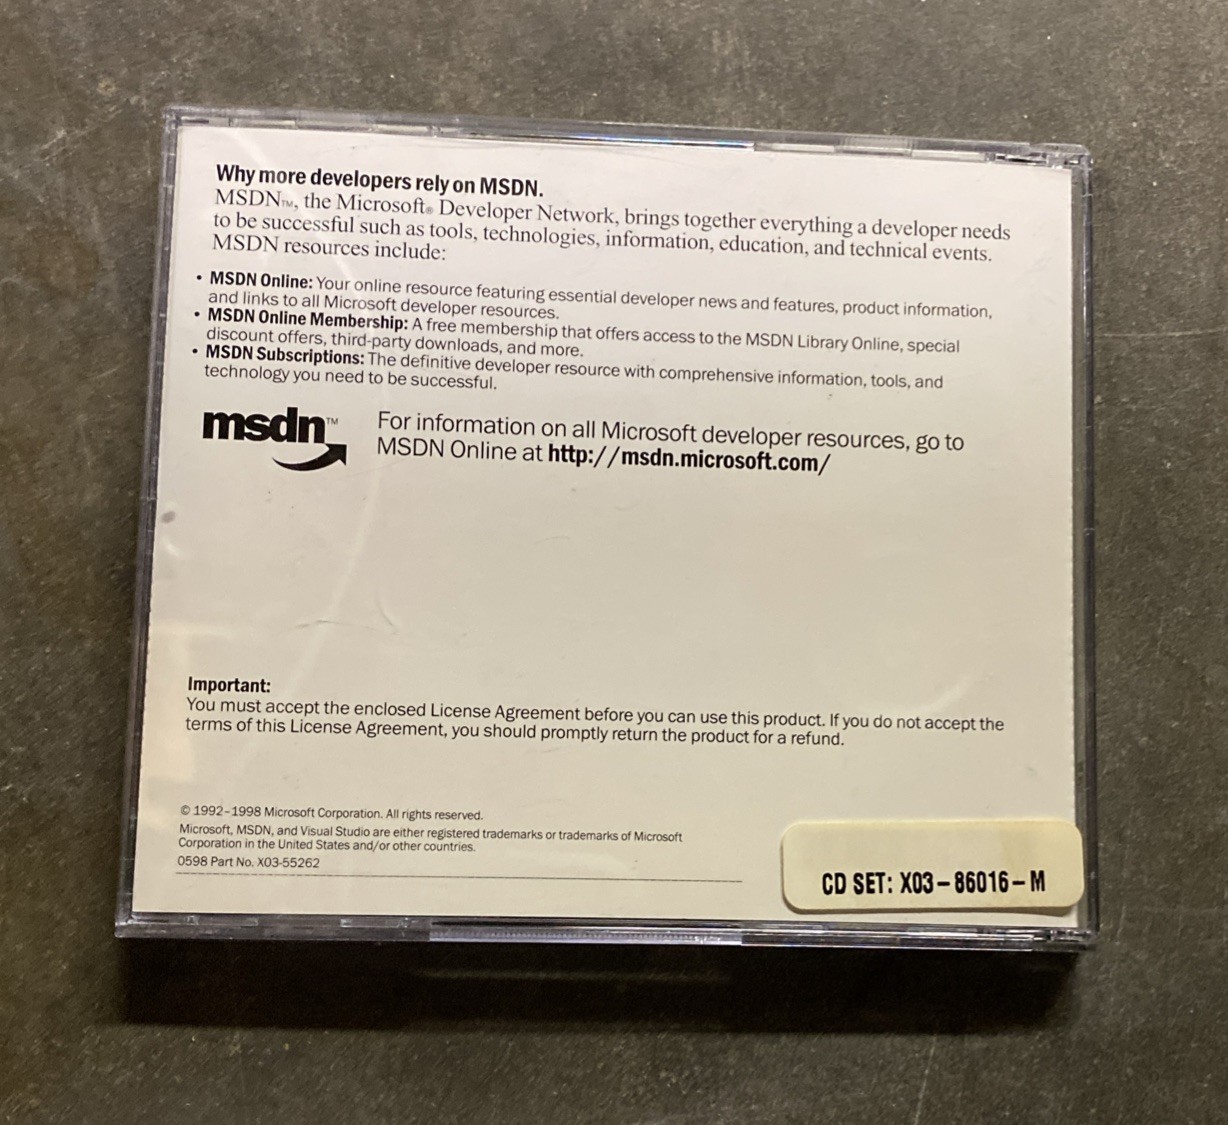 Why more developers rely on MSDN.
MSDN™, the Microsoft® Developer Network, brings together everything a developer needs
to be successful such as tools, technologies, information, education, and technical events.
MSDN resources include:
• MSDN Online: Your online resource featuring essential developer news and features, product information,
and links to all Microsoft developer resources.
• MSDN Online Membership: A free membership that offers access to the MSDN Library Online, special
discount offers, third-party downloads, and more.
• MSDN Subscriptions: The definitive developer resource with comprehensive information, tools, and
technology you need to be successful.
msdn™
For information on all Microsoft developer resources, go to
MSDN Online at http://msdn.microsoft.com/
Important:
You must accept the enclosed License Agreement before you can use this product. If you do not accept the
terms of this License Agreement, you should promptly return the product for a refund.
© 1992–1998 Microsoft Corporation. All rights reserved.
Microsoft, MSDN, and Visual Studio are either registered trademarks or trademarks of Microsoft
Corporation in the United States and/or other countries.
0598 Part No. X03-55262
CD SET: X03-86016-M